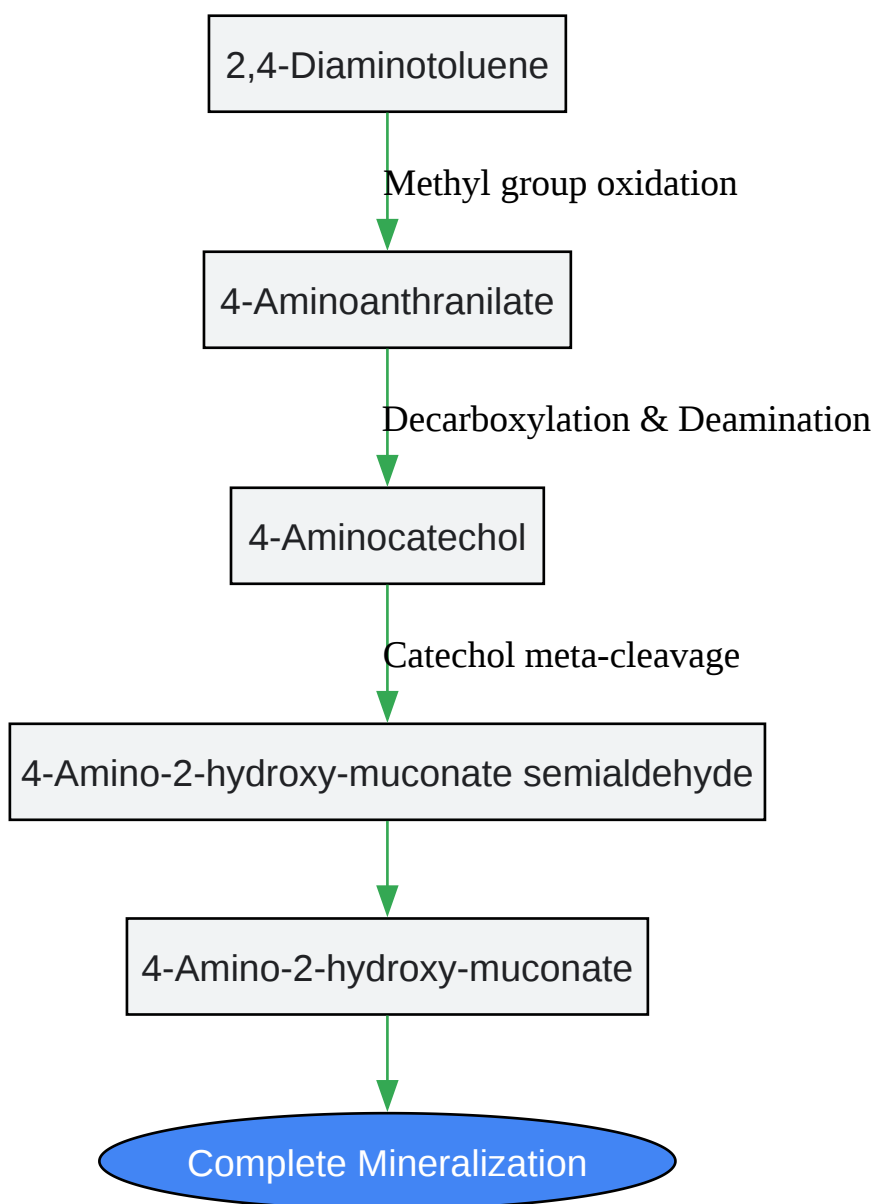 2,4-Diaminotoluene
Methyl group oxidation
4-Aminoanthranilate
Decarboxylation & Deamination
4-Aminocatechol
Catechol meta-cleavage
4-Amino-2-hydroxy-muconate semialdehyde
4-Amino-2-hydroxy-muconate
Complete Mineralization